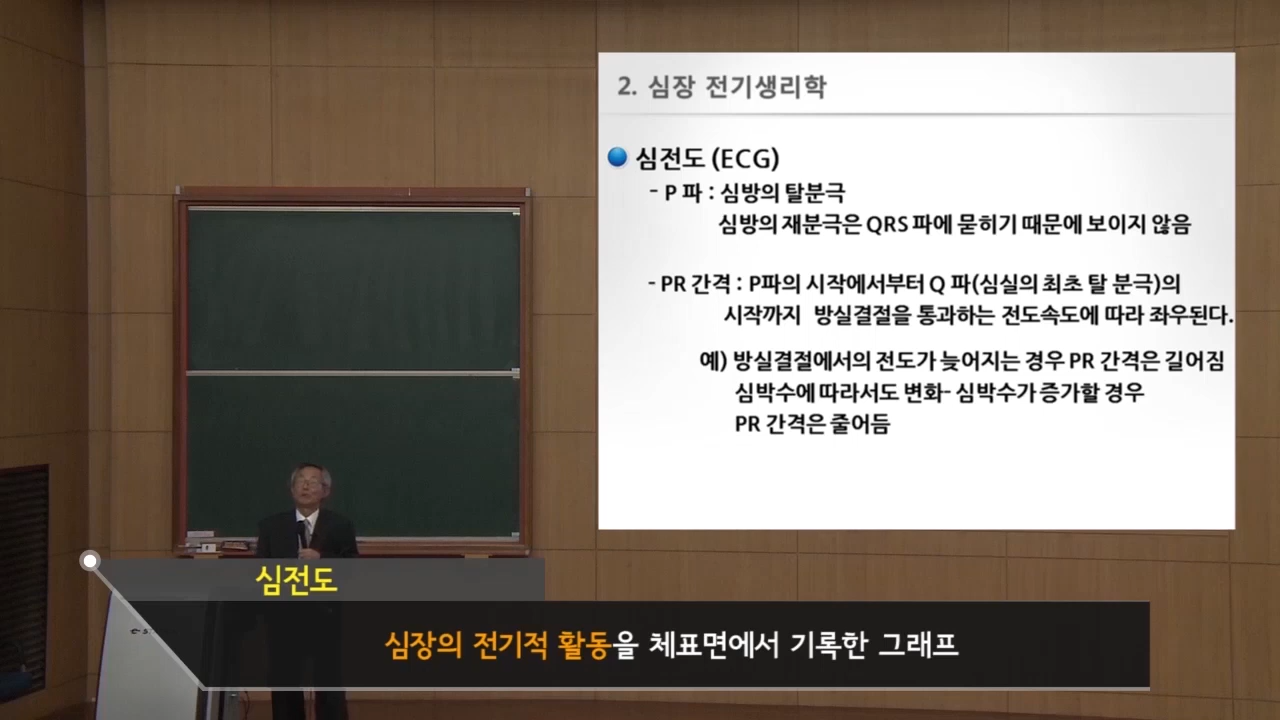 2. 심장 전기생리학
심전도 (ECG)
- P 파 : 심방의 탈분극
심방의 재분극은 QRS 파에 묻히기 때문에 보이지 않음
- PR 간격 : P파의 시작에서부터 Q 파(심실의 최초 탈 분극)의
시작까지 방실결절을 통과하는 전도속도에 따라 좌우된다.
예) 방실결절에서의 전도가 늦어지는 경우 PR 간격은 길어짐
심박수에 따라서도 변화- 심박수가 증가할 경우
PR 간격은 줄어듬
심전도
심장의 전기적 활동을 체표면에서 기록한 그래프